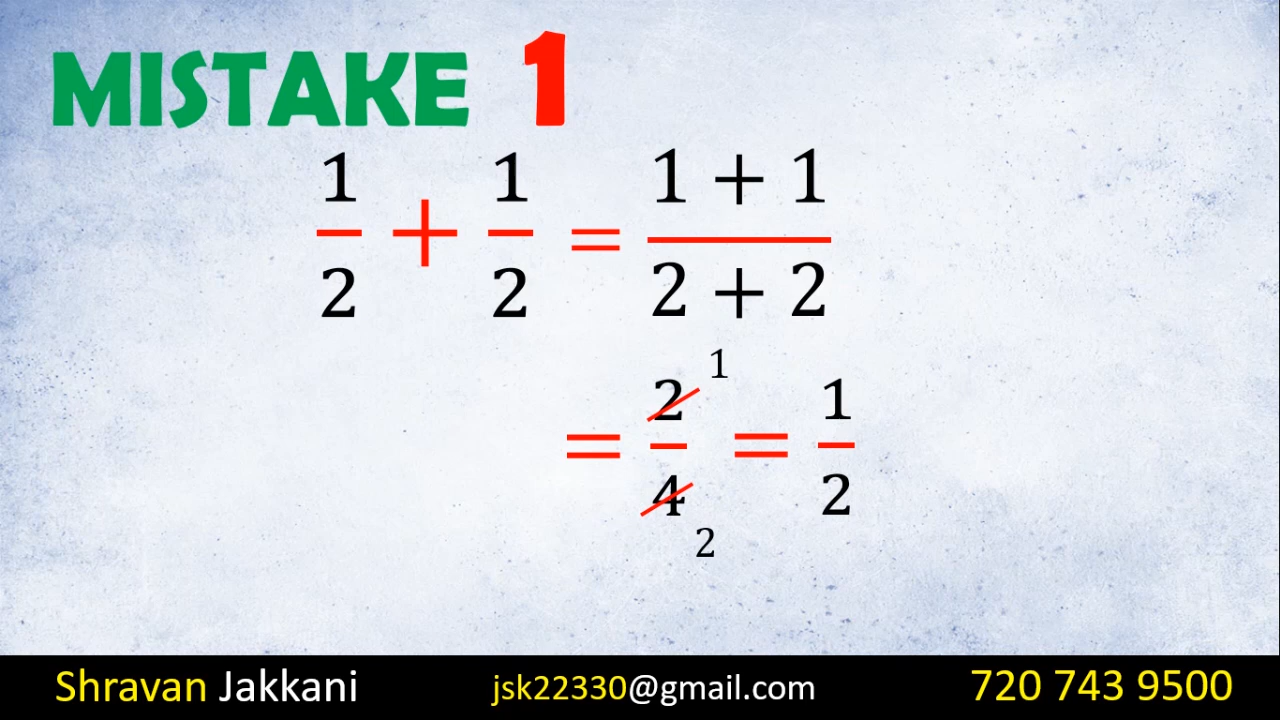 MISTAKE 1
1/2 + 1/2 = (1 + 1)/(2 + 2)
= 2/4 1 2 = 1/2
Shravan Jakkani jsk22330@gmail.com 720 743 9500